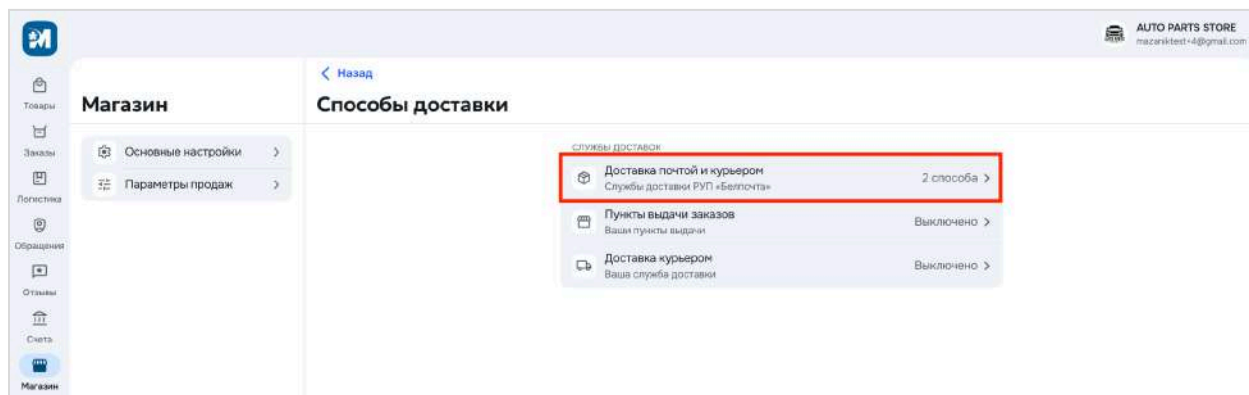 AUTO PARTS STORE
mazaniktest+4@gmail.com
Назад
Товары
Магазин
Способы доставки
Заказы
Основные настройки
СЛУЖБЫ ДОСТАВОК
Доставка почтой и курьером
2 способа
Службы доставки РУП «Белпочта»
Логистика
Параметры продаж
Пункты выдачи заказов
Выключено
Ваши пункты выдачи
Обращения
Доставка курьером
Выключено
Ваша служба доставки
Отзывы
Счета
Магазин